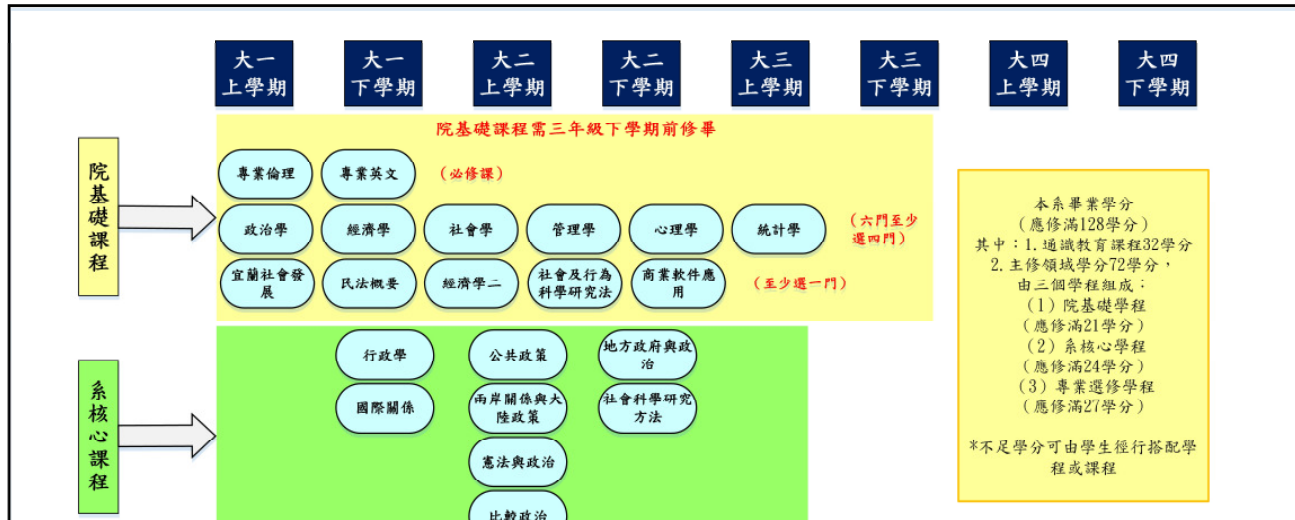 大一
上學期
大一
下學期
大二
上學期
大二
下學期
大三
上學期
大三
下學期
大四
上學期
大四
下學期
院基礎課程
院基礎課程需三年級下學期前修畢
專業倫理
專業英文
(必修課)
政治學
經濟學
社會學
管理學
心理學
統計學
(六門至少
選四門)
宜蘭社會發
展
民法概要
經濟學二
社會及行為
科學研究法
商業軟件應
用
(至少選一門)
系核心課程
行政學
公共政策
地方政府與政
治
國際關係
兩岸關係與大
陸政策
社會科學研究
方法
憲法與政治
比較政治
本系畢業學分
(應修滿128學分)
其中:1.通識教育課程32學分
2.主修領域學分72學分,
由三個學程組成:
(1)院基礎學程
(應修滿21學分)
(2)系核心學程
(應修滿24學分)
(3)專業選修學程
(應修滿27學分)
*不足學分可由學生徑行搭配學
程或課程